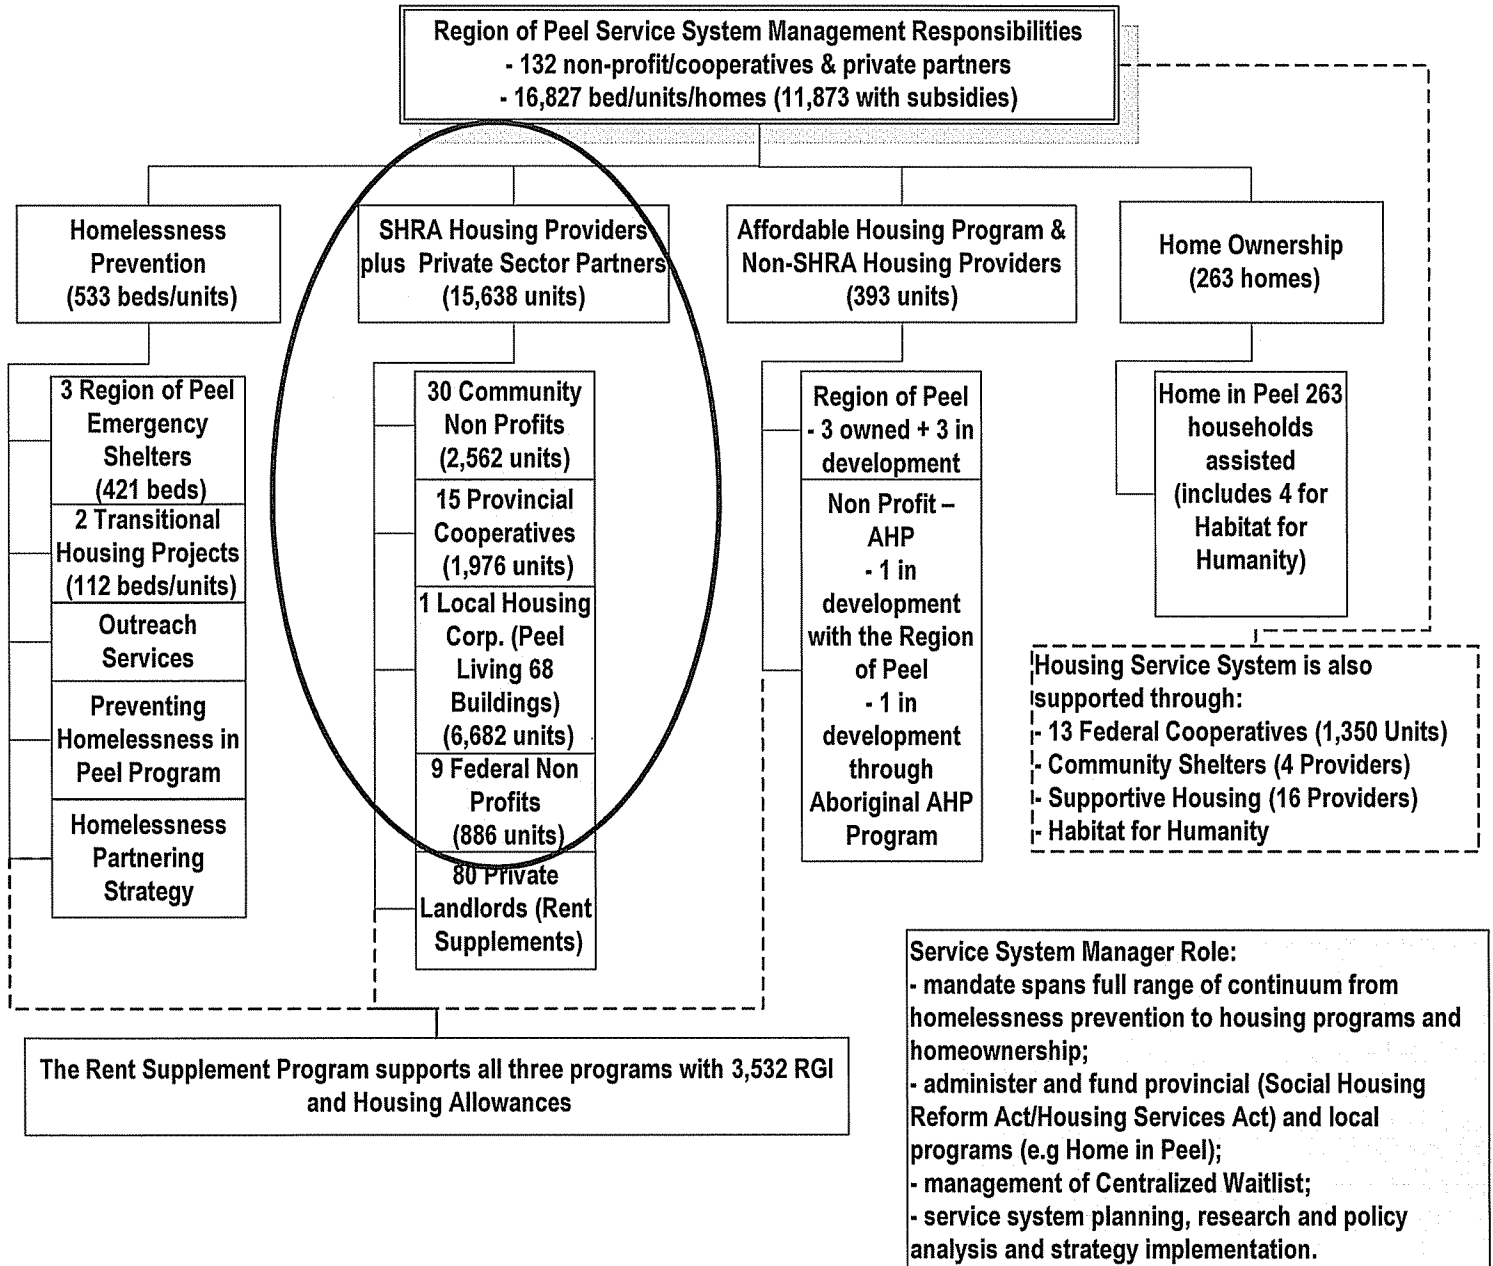 Region of Peel Service System Management Responsibilities
- 132 non-profit/cooperatives & private partners
- 16,827 bed/units/homes (11,873 with subsidies)
Homelessness
Prevention
(533 beds/units)
SHRA Housing Providers
plus Private Sector Partners
(15,638 units)
Affordable Housing Program &
Non-SHRA Housing Providers
(393 units)
Home Ownership
(263 homes)
3 Region of Peel
Emergency
Shelters
(421 beds)
2 Transitional
Housing Projects
(112 beds/units)
Outreach
Services
Preventing
Homelessness in
Peel Program
Homelessness
Partnering
Strategy
30 Community
Non Profits
(2,562 units)
15 Provincial
Cooperatives
(1,976 units)
1 Local Housing
Corp. (Peel
Living 68
Buildings)
(6,682 units)
9 Federal Non
Profits
(886 units)
80 Private
Landlords (Rent
Supplements)
Region of Peel
- 3 owned + 3 in
development
Non Profit –
AHP
- 1 in
development
with the Region
of Peel
- 1 in
development
through
Aboriginal AHP
Program
Home in Peel 263
households
assisted
(includes 4 for
Habitat for
Humanity)
Housing Service System is also
supported through:
- 13 Federal Cooperatives (1,350 Units)
- Community Shelters (4 Providers)
- Supportive Housing (16 Providers)
- Habitat for Humanity
The Rent Supplement Program supports all three programs with 3,532 RGI
and Housing Allowances
Service System Manager Role:
- mandate spans full range of continuum from
homelessness prevention to housing programs and
homeownership;
- administer and fund provincial (Social Housing
Reform Act/Housing Services Act) and local
programs (e.g Home in Peel);
- management of Centralized Waitlist;
- service system planning, research and policy
analysis and strategy implementation.